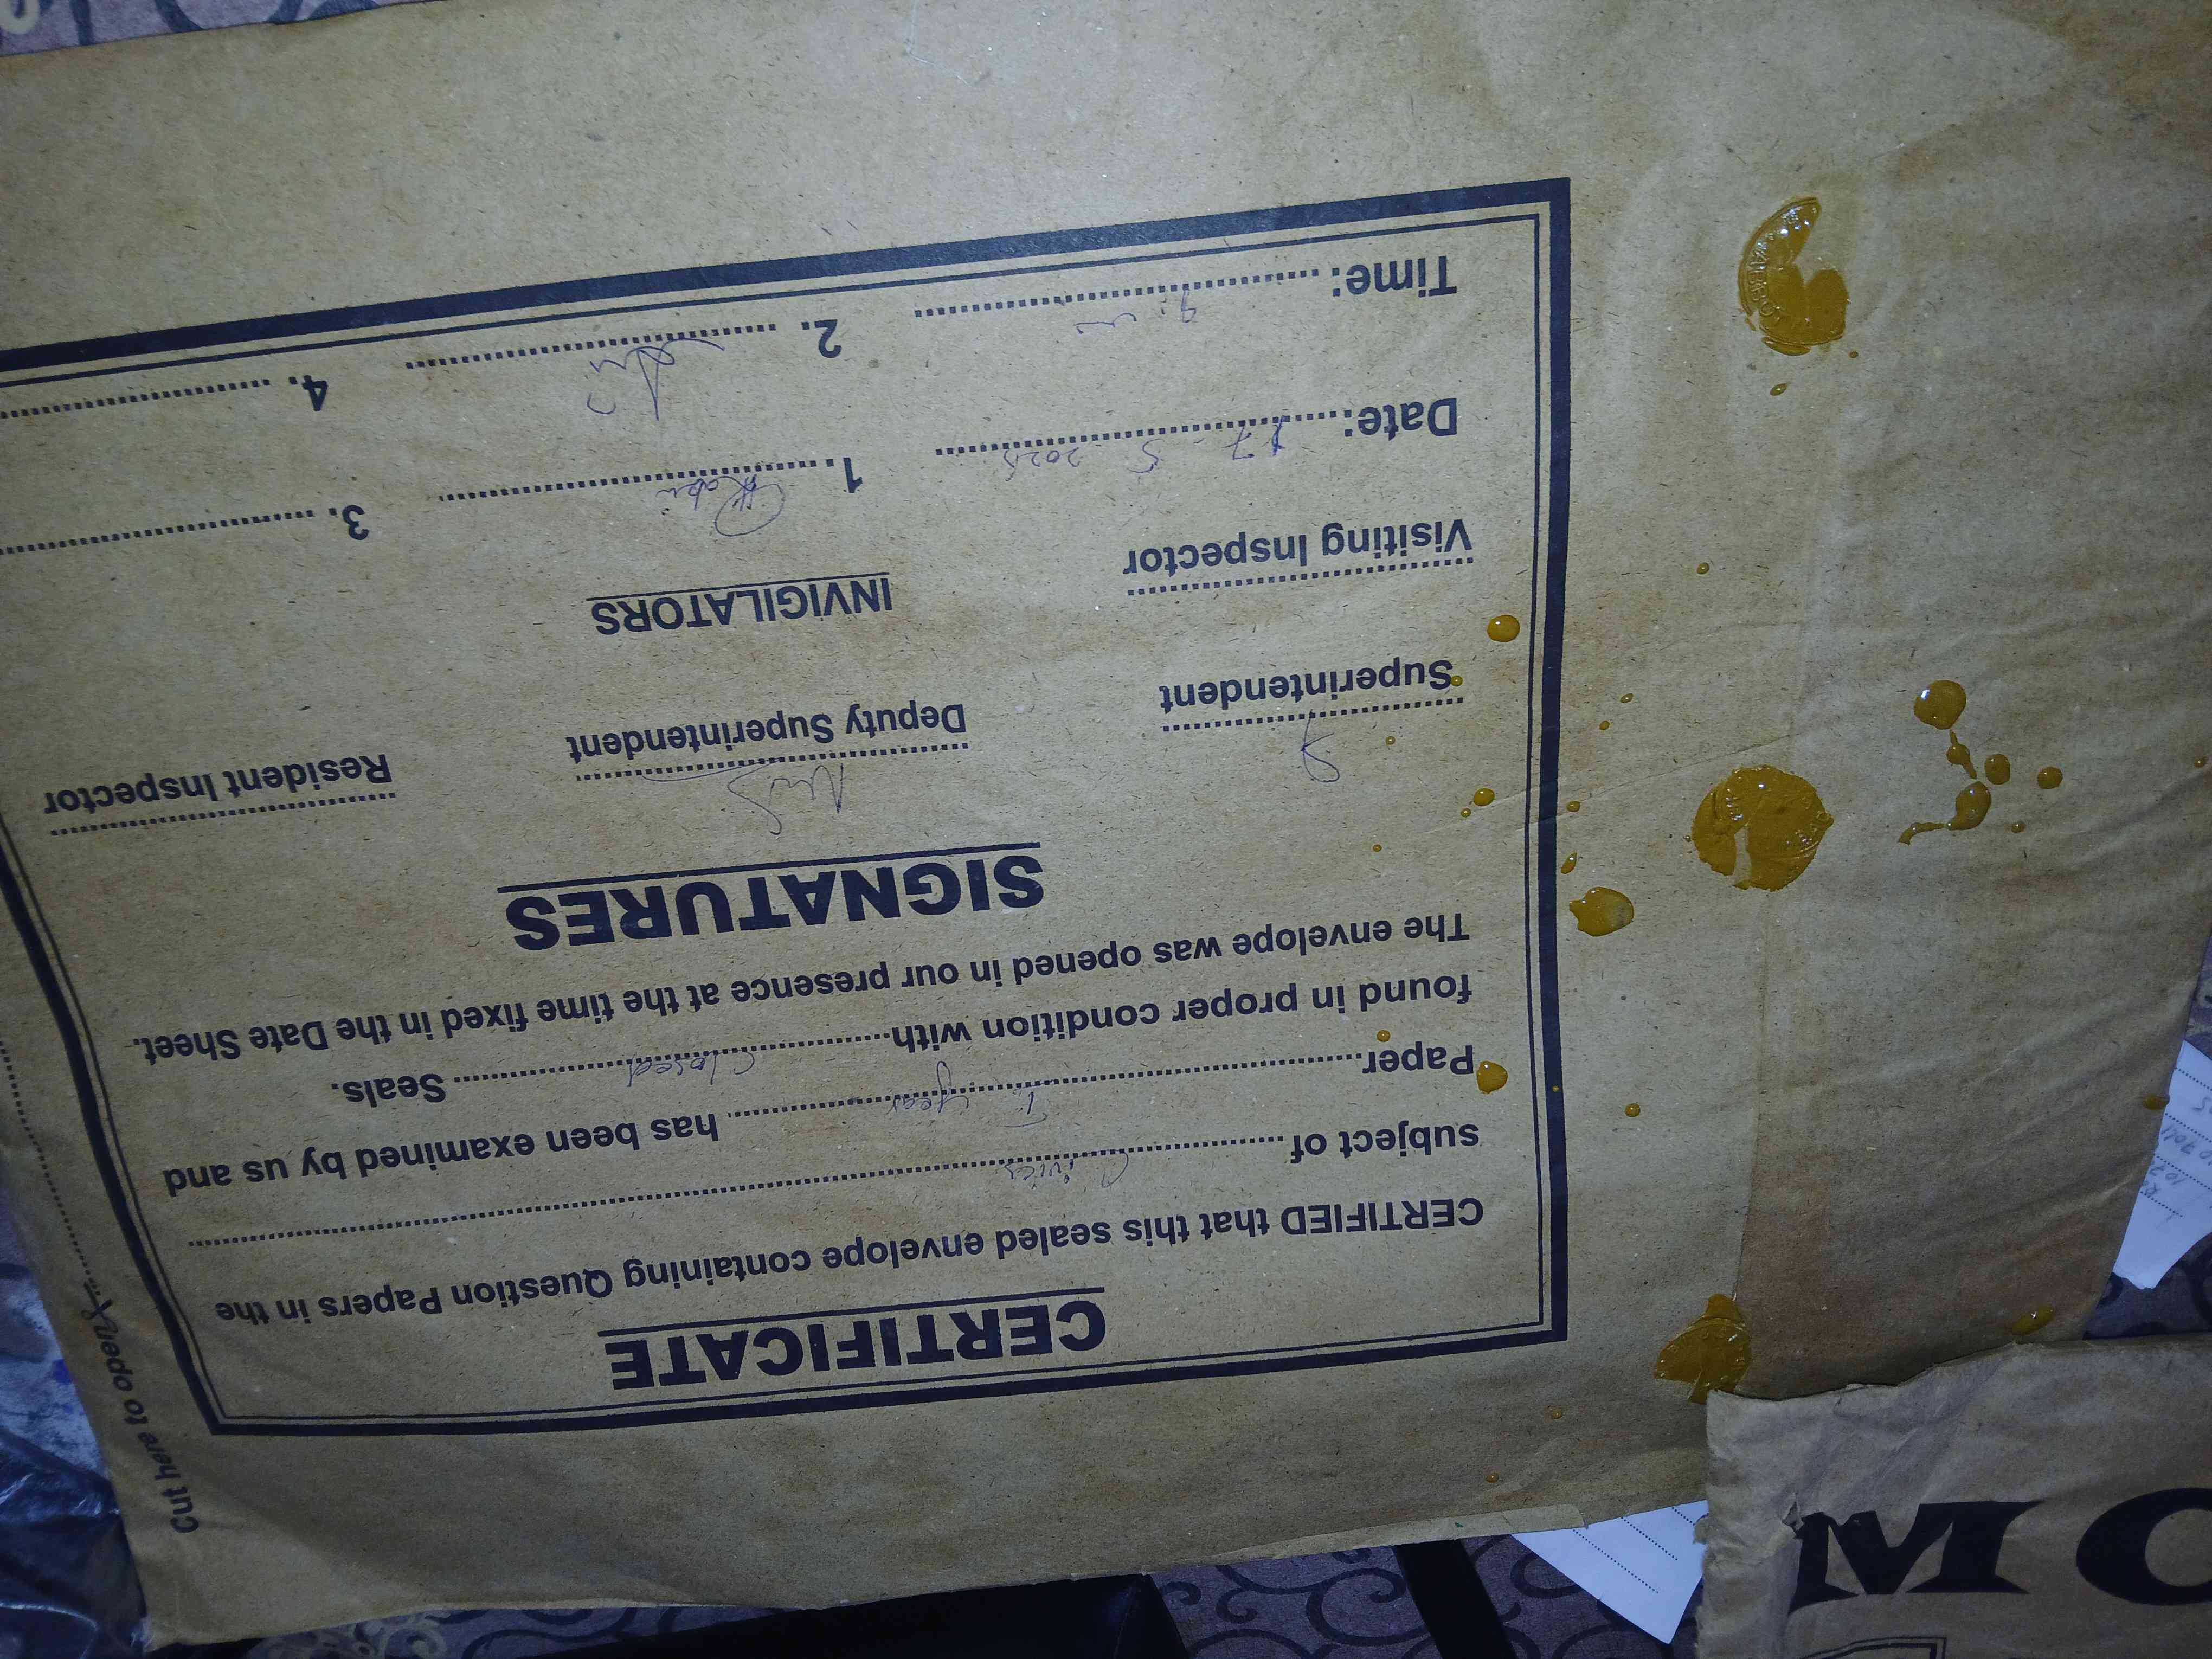 CERTIFICATE
CERTIFIED that this sealed envelope containing Question Papers in the
subject of ........ Civics ........
Paper ........ I year ........ has been examined by us and
found in proper condition with ........ Closed ........ Seals.
The envelope was opened in our presence at the time fixed in the Date Sheet.
SIGNATURES
Superintendent Deputy Superintendent Resident Inspector
INVIGILATORS
Visiting Inspector
Date: ........ 7 5 2025 1. ........ 3. ........
Time: ........ 2. ........ 4. ........
Cut here to open
MO